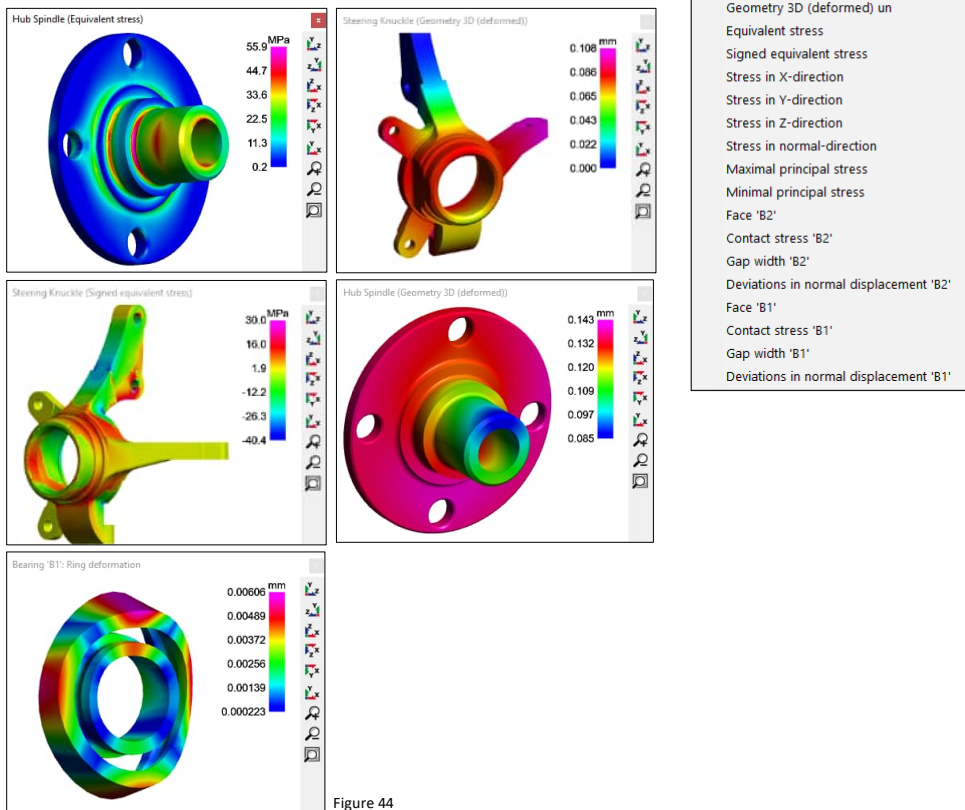 Hub Spindle (Equivalent stress)
x
MPa
55.9
44.7
33.6
22.5
11.3
0.2
Steering Knuckle (Geometry 3D (deformed))
mm
0.108
0.086
0.065
0.043
0.022
0.000
Steering Knuckle (Signed equivalent stress)
MPa
30.0
16.0
1.9
-12.2
-26.3
-40.4
Hub Spindle (Geometry 3D (deformed))
mm
0.143
0.132
0.120
0.109
0.097
0.085
Bearing 'B1': Ring deformation
mm
0.00606
0.00489
0.00372
0.00256
0.00139
0.000223
Figure 44
Geometry 3D (deformed) un
Equivalent stress
Signed equivalent stress
Stress in X-direction
Stress in Y-direction
Stress in Z-direction
Stress in normal-direction
Maximal principal stress
Minimal principal stress
Face 'B2'
Contact stress 'B2'
Gap width 'B2'
Deviations in normal displacement 'B2'
Face 'B1'
Contact stress 'B1'
Gap width 'B1'
Deviations in normal displacement 'B1'